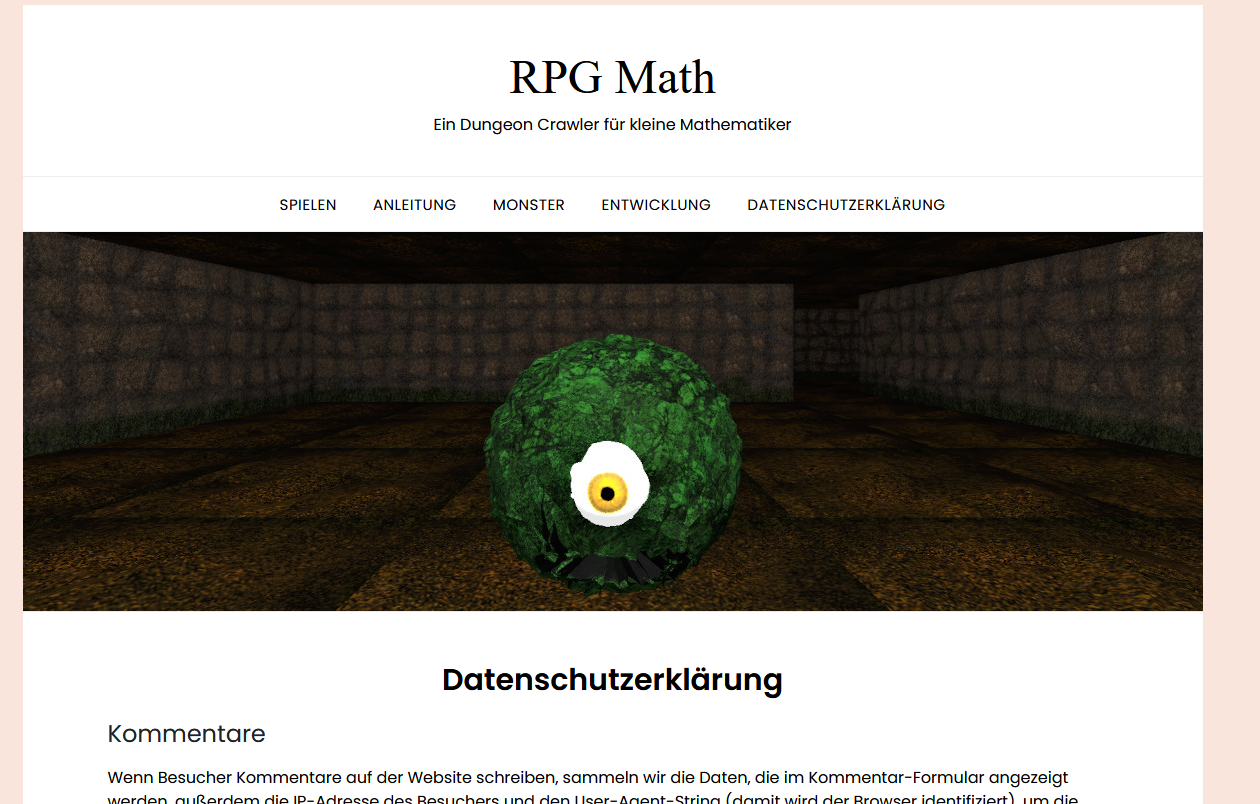 RPG Math
Ein Dungeon Crawler für kleine Mathematiker
SPIELEN ANLEITUNG MONSTER ENTWICKLUNG DATENSCHUTZERKLÄRUNG
Datenschutzerklärung
Kommentare
Wenn Besucher Kommentare auf der Website schreiben, sammeln wir die Daten, die im Kommentar-Formular angezeigt
werden, außerdem die IP-Adresse des Besuchers und den User-Agent-String (damit wird der Browser identifiziert), um die